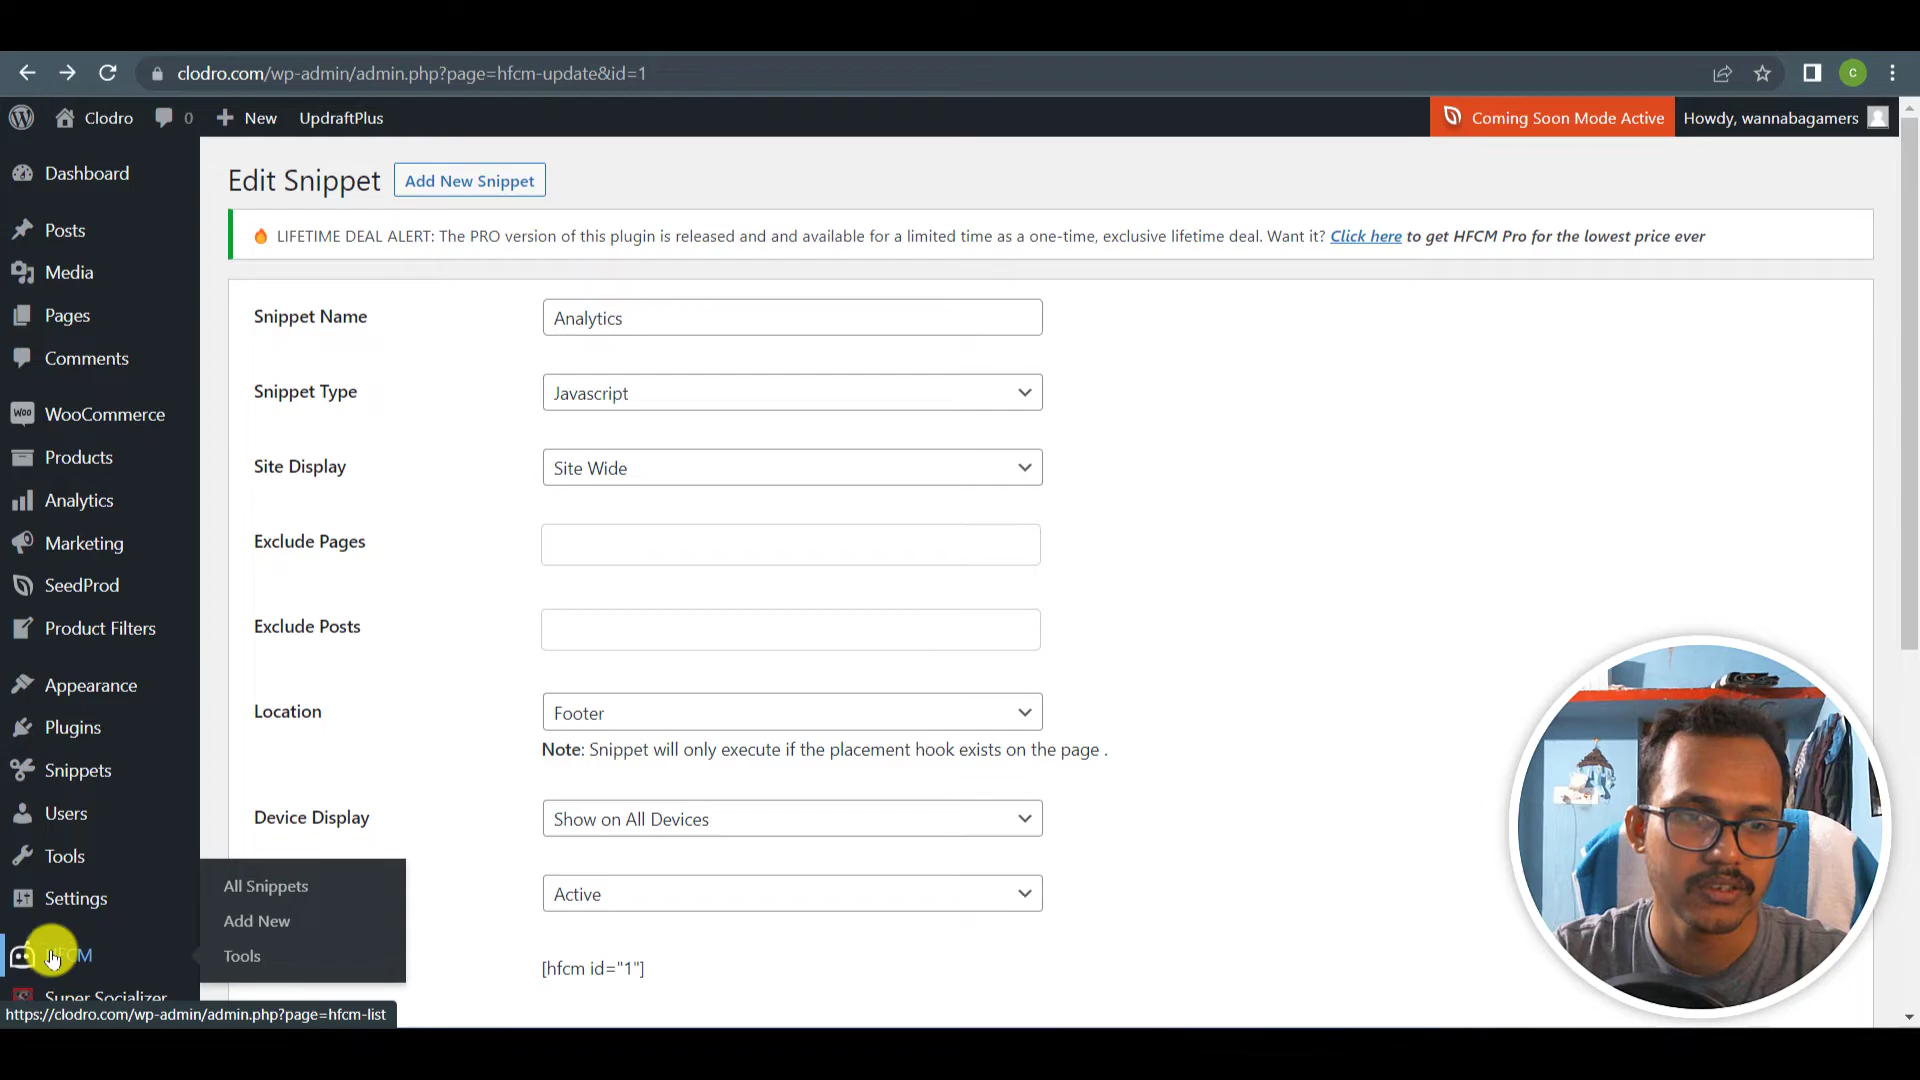 clodro.com/wp-admin/admin.php?page=hfcm-update&id=1
C
Clodro
0
New
UpdraftPlus
Coming Soon Mode Active
Howdy, wannabagamers
Dashboard
Posts
Media
Pages
Comments
WooCommerce
Products
Analytics
Marketing
SeedProd
Product Filters
Appearance
Plugins
Snippets
Users
Tools
Settings
HFCM
Super Socializer
All Snippets
Add New
Tools
https://clodro.com/wp-admin/admin.php?page=hfcm-list
Edit Snippet
Add New Snippet
LIFETIME DEAL ALERT: The PRO version of this plugin is released and and available for a limited time as a one-time, exclusive lifetime deal. Want it? Click here to get HFCM Pro for the lowest price ever
Snippet Name
Analytics
Snippet Type
Javascript
Site Display
Site Wide
Exclude Pages
Exclude Posts
Location
Footer
Note: Snippet will only execute if the placement hook exists on the page .
Device Display
Show on All Devices
Active
[hfcm id="1"]